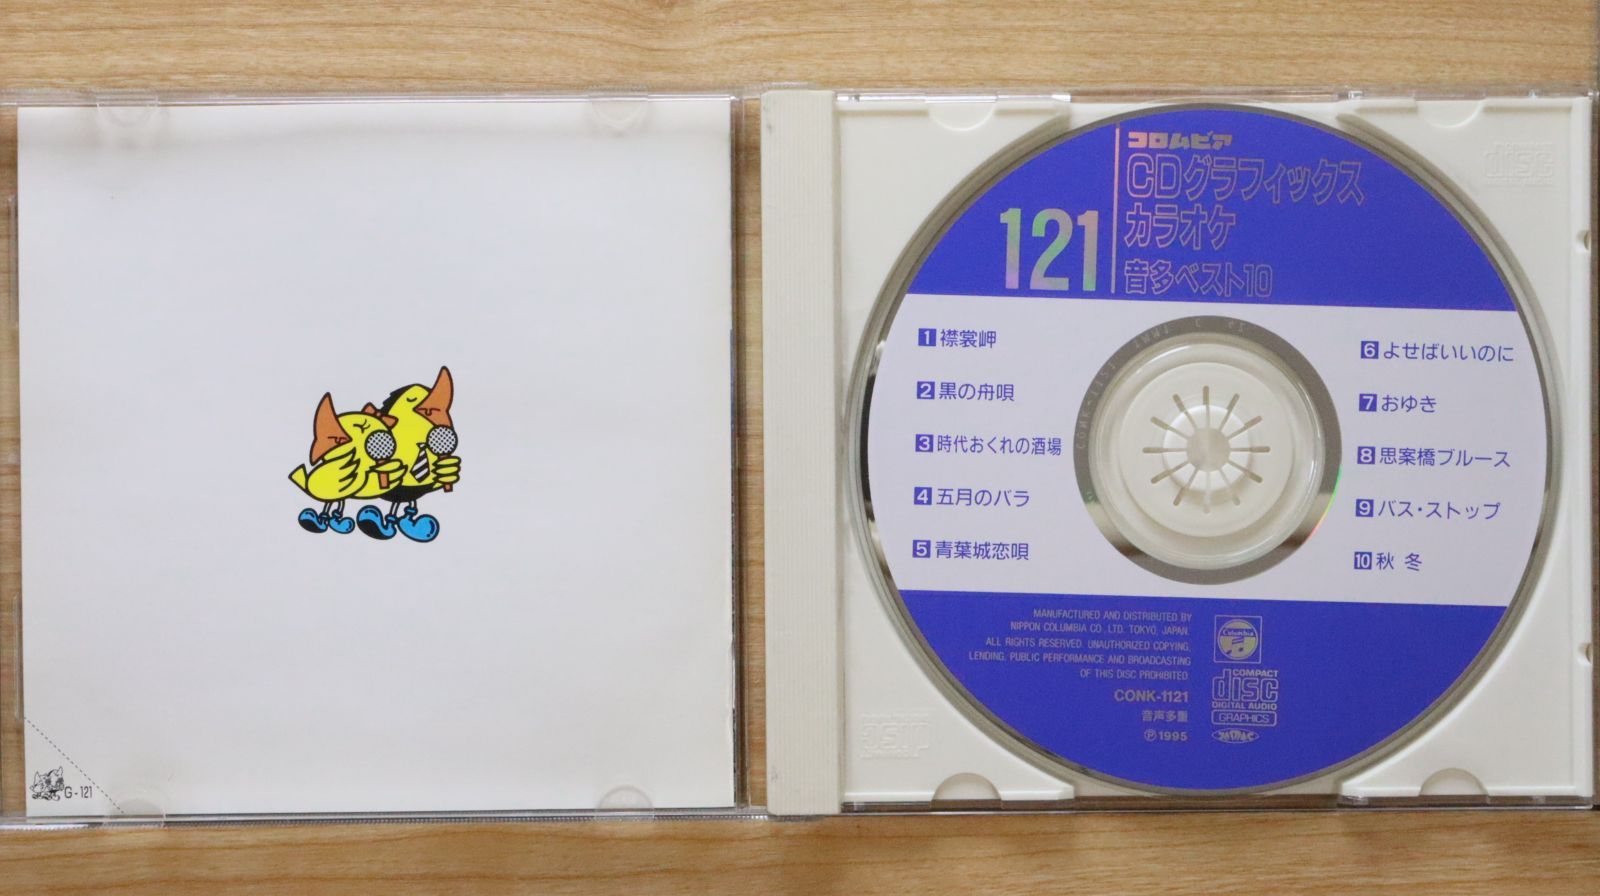 G-121
コロムビア
CDグラフィックス
カラオケ
121
音多ベスト10
1 襟裳岬
2 黒の舟唄
3 時代おくれの酒場
4 五月のバラ
5 青葉城恋唄
6 よせばいいのに
7 おゆき
8 思案橋ブルース
9 バス・ストップ
10 秋冬
MANUFACTURED AND DISTRIBUTED BY
NIPPON COLUMBIA CO., LTD. TOKYO, JAPAN.
ALL RIGHTS RESERVED. UNAUTHORIZED COPYING,
LENDING, PUBLIC PERFORMANCE AND BROADCASTING
OF THIS DISC PROHIBITED.
CONK-1121
音声多重
Ⓟ1995
Columbia
COMPACT
disc
DIGITAL AUDIO
GRAPHICS
COMPACT
disc